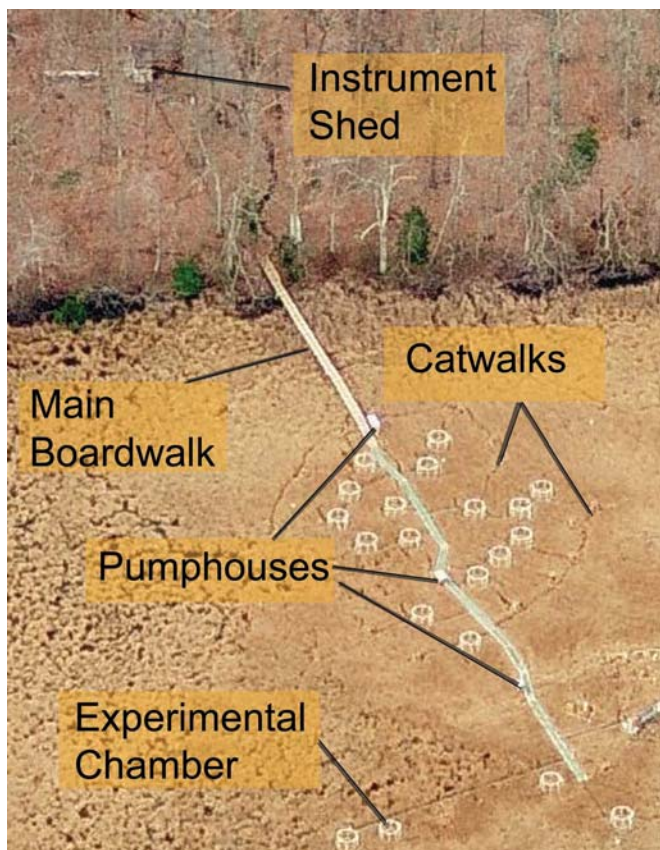 Instrument
Shed
Catwalks
Main
Boardwalk
Pumphouses
Experimental
Chamber